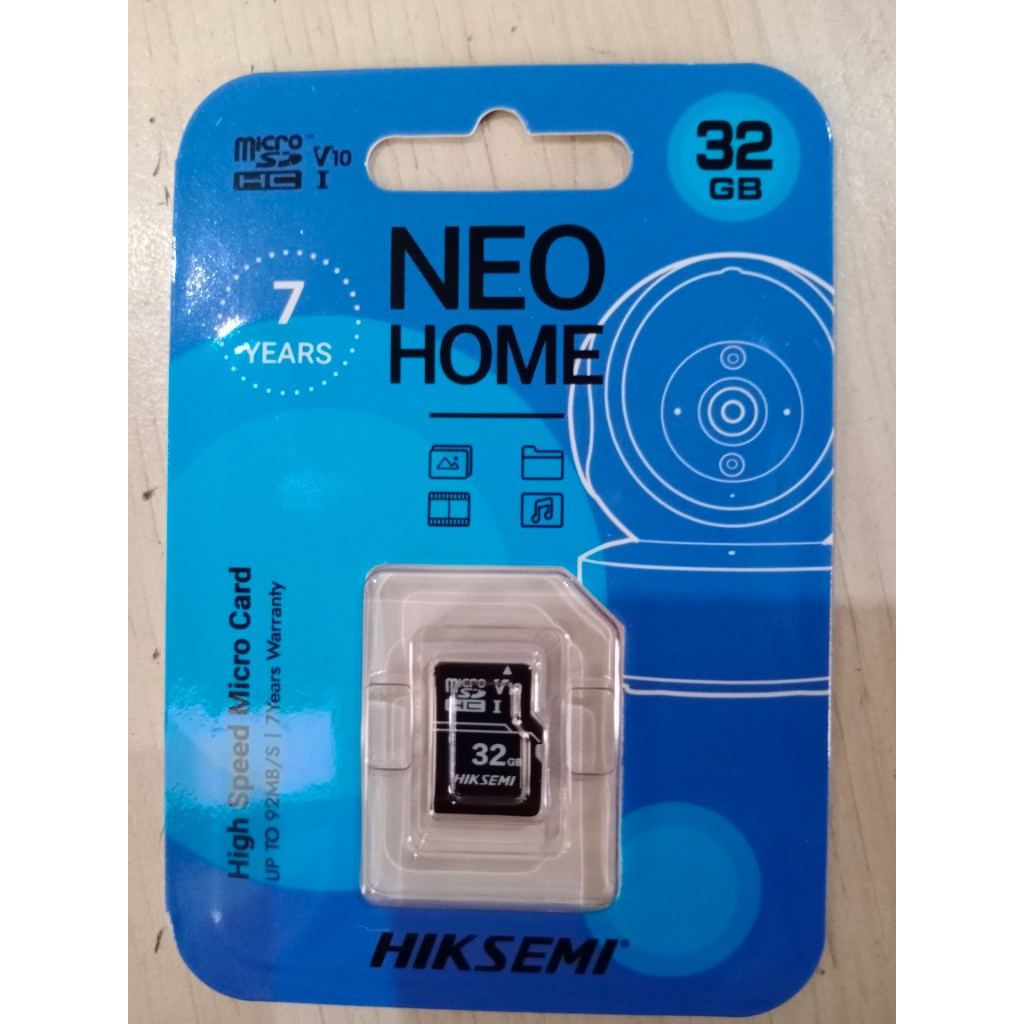 micro SD HC V10 I
32
GB
7
YEARS
NEO
HOME
High Speed Micro Card
UP TO 92MB/S | 7Years Warranty
micro SD HC V10 I
32GB
HIKSEMI
HIKSEMI®